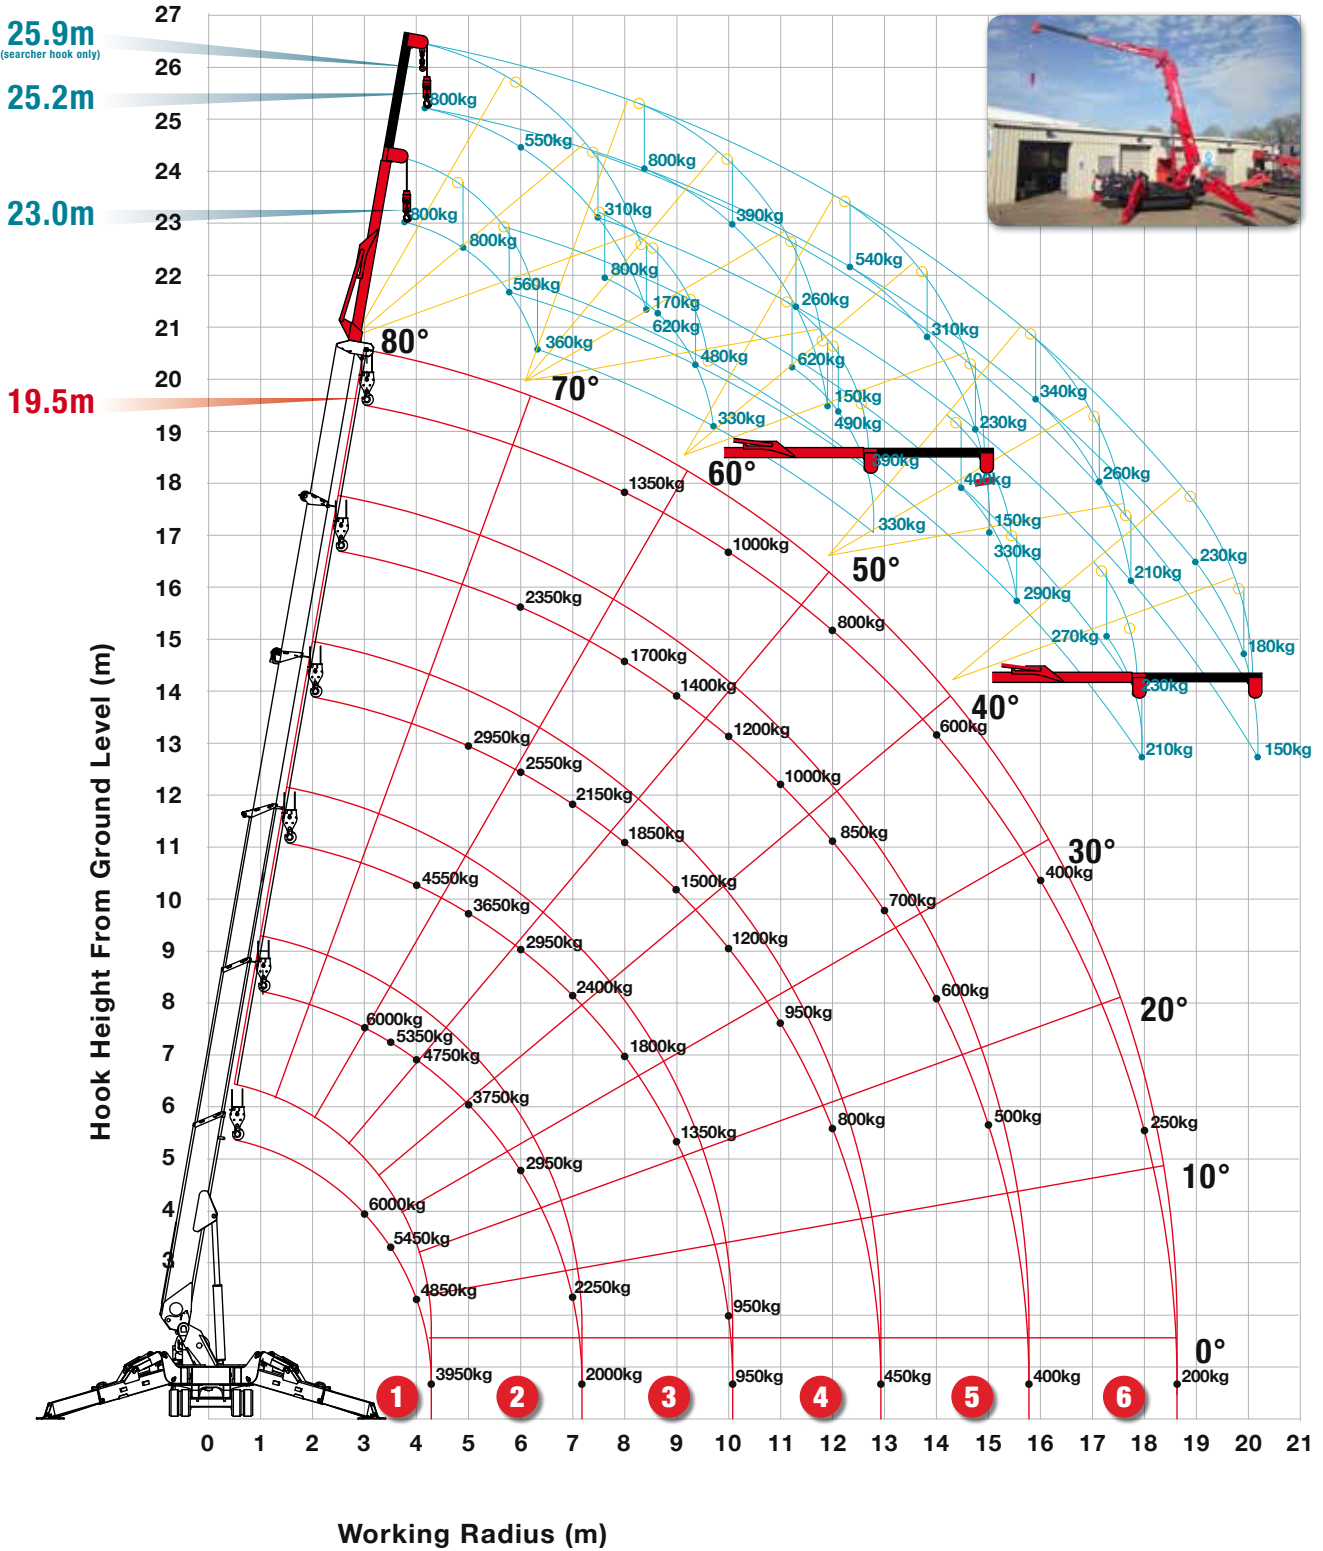 25.9m
(searcher hook only)
25.2m
23.0m
19.5m
Hook Height From Ground Level (m)
27
26
25
24
23
22
21
20
19
18
17
16
15
14
13
12
11
10
9
8
7
6
5
4
3
800kg
550kg
800kg
310kg
390kg
800kg
800kg
540kg
800kg
560kg
170kg
260kg
620kg
310kg
360kg
480kg
620kg
80°
70°
340kg
150kg
330kg
490kg
230kg
60°
390kg
400kg
260kg
1350kg
150kg
330kg
1000kg
330kg
230kg
50°
210kg
290kg
2350kg
800kg
270kg
180kg
1700kg
1400kg
230kg
40°
2950kg
1200kg
600kg
210kg
150kg
2550kg
1000kg
2150kg
1850kg
850kg
30°
4550kg
1500kg
400kg
3650kg
700kg
2950kg
1200kg
2400kg
600kg
20°
6000kg
950kg
5350kg
4750kg
1800kg
3750kg
1350kg
800kg
500kg
250kg
2950kg
10°
6000kg
5450kg
4850kg
2250kg
950kg
0°
3950kg
2000kg
950kg
450kg
400kg
200kg
1 2 3 4 5 6
0 1 2 3 4 5 6 7 8 9 10 11 12 13 14 15 16 17 18 19 20 21
Working Radius (m)